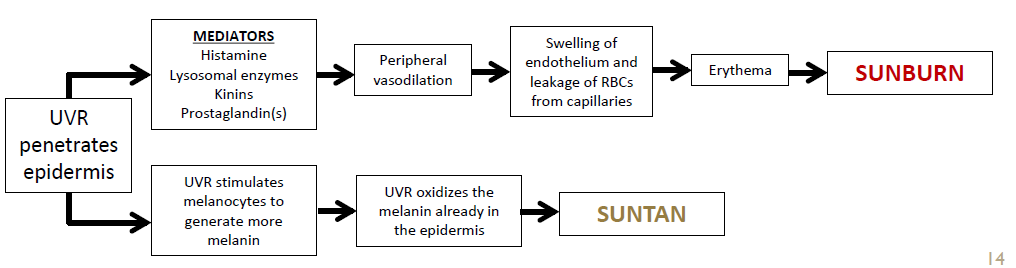 UVR
penetrates
epidermis
MEDIATORS
Histamine
Lysosomal enzymes
Kinins
Prostaglandin(s)
Peripheral
vasodilation
Swelling of
endothelium and
leakage of RBCs
from capillaries
Erythema
SUNBURN
UVR stimulates
melanocytes to
generate more
melanin
UVR oxidizes the
melanin already in
the epidermis
SUNTAN
14